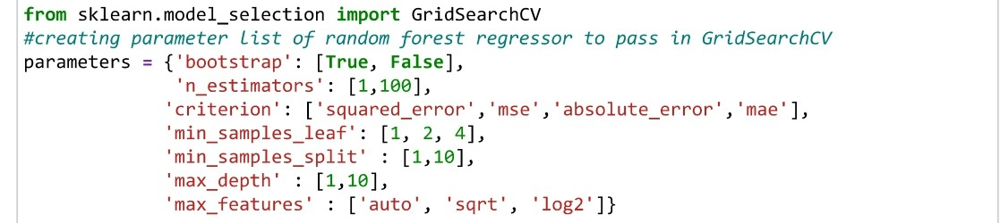 from sklearn.model_selection import GridSearchCV
#creating parameter list of random forest regressor to pass in GridSearchCV
parameters = {'bootstrap': [True, False],
'n_estimators': [1,100],
'criterion': ['squared_error','mse','absolute_error','mae'],
'min_samples_leaf': [1, 2, 4],
'min_samples_split' : [1,10],
'max_depth' : [1,10],
'max_features' : ['auto', 'sqrt', 'log2']}